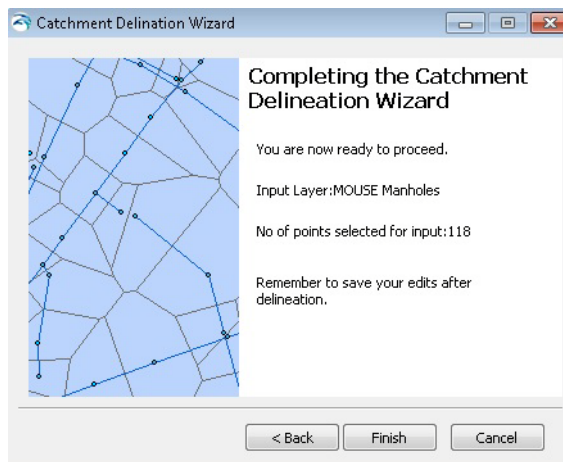 Catchment Delination Wizard
Completing the Catchment
Delineation Wizard
You are now ready to proceed.
Input Layer:MOUSE Manholes
No of points selected for input:118
Remember to save your edits after
delineation.
< Back
Finish
Cancel